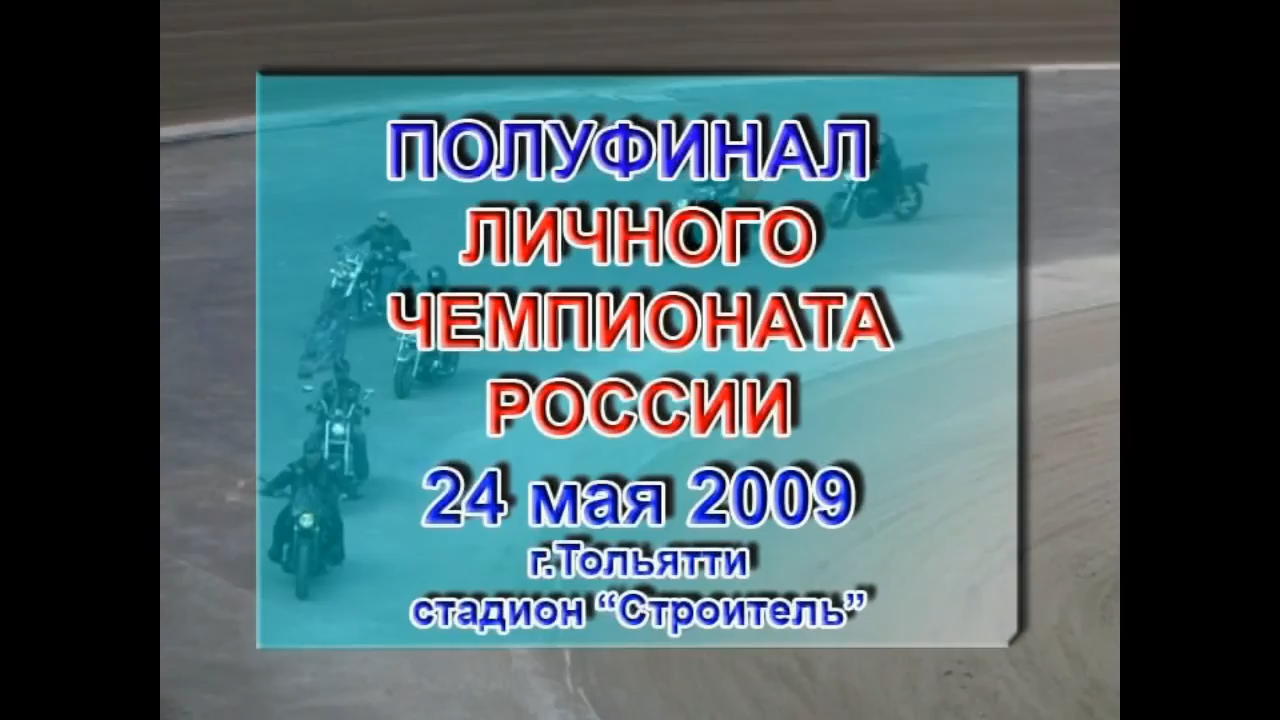 ПОЛУФИНАЛ
ЛИЧНОГО
ЧЕМПИОНАТА
РОССИИ
24 мая 2009
г.Тольятти
стадион “Строитель”